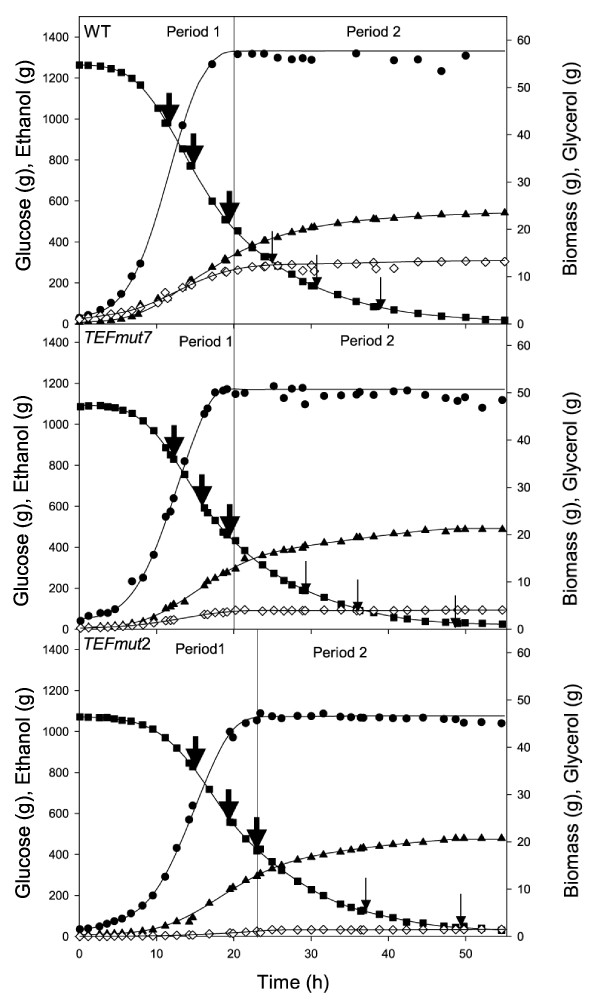 WT
Period 1
Period 2
1400
1200
1000
800
600
400
200
0
60
50
40
30
20
10
0
Glucose (g), Ethanol (g)
Biomass (g), Glycerol (g)
TEFmut7
Period 1
Period 2
1400
1200
1000
800
600
400
200
0
60
50
40
30
20
10
0
Glucose (g), Ethanol (g)
Biomass (g), Glycerol (g)
TEFmut2
Period1
Period 2
1400
1200
1000
800
600
400
200
0
60
50
40
30
20
10
0
Glucose (g), Ethanol (g)
Biomass (g), Glycerol (g)
0 10 20 30 40 50
Time (h)